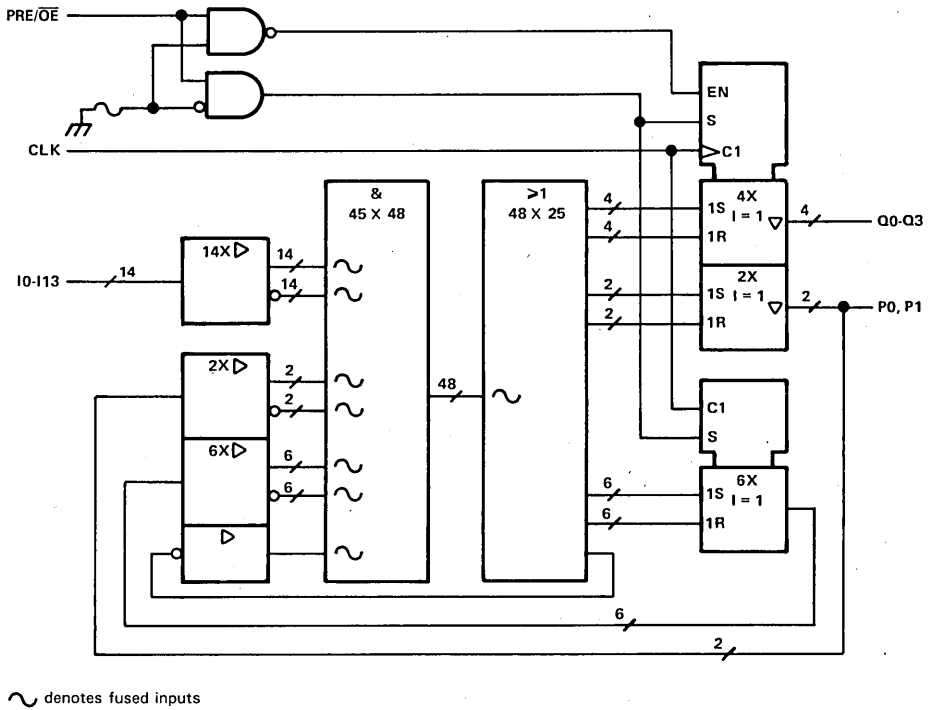 PRE/O̅E̅
EN
S
CLK
C1
&
45 X 48
≥1
48 X 25
4
1S
4X
I = 1
▽
4
Q0-Q3
4
1R
14X ▷
14
I0-I13
14
14
2
1S
2X
I = 1
▽
2
P0, P1
2
1R
2X ▷
2
2
48
C1
S
6X ▷
6
6
6
1S
6X
I = 1
6
1R
▷
6
2
denotes fused inputs